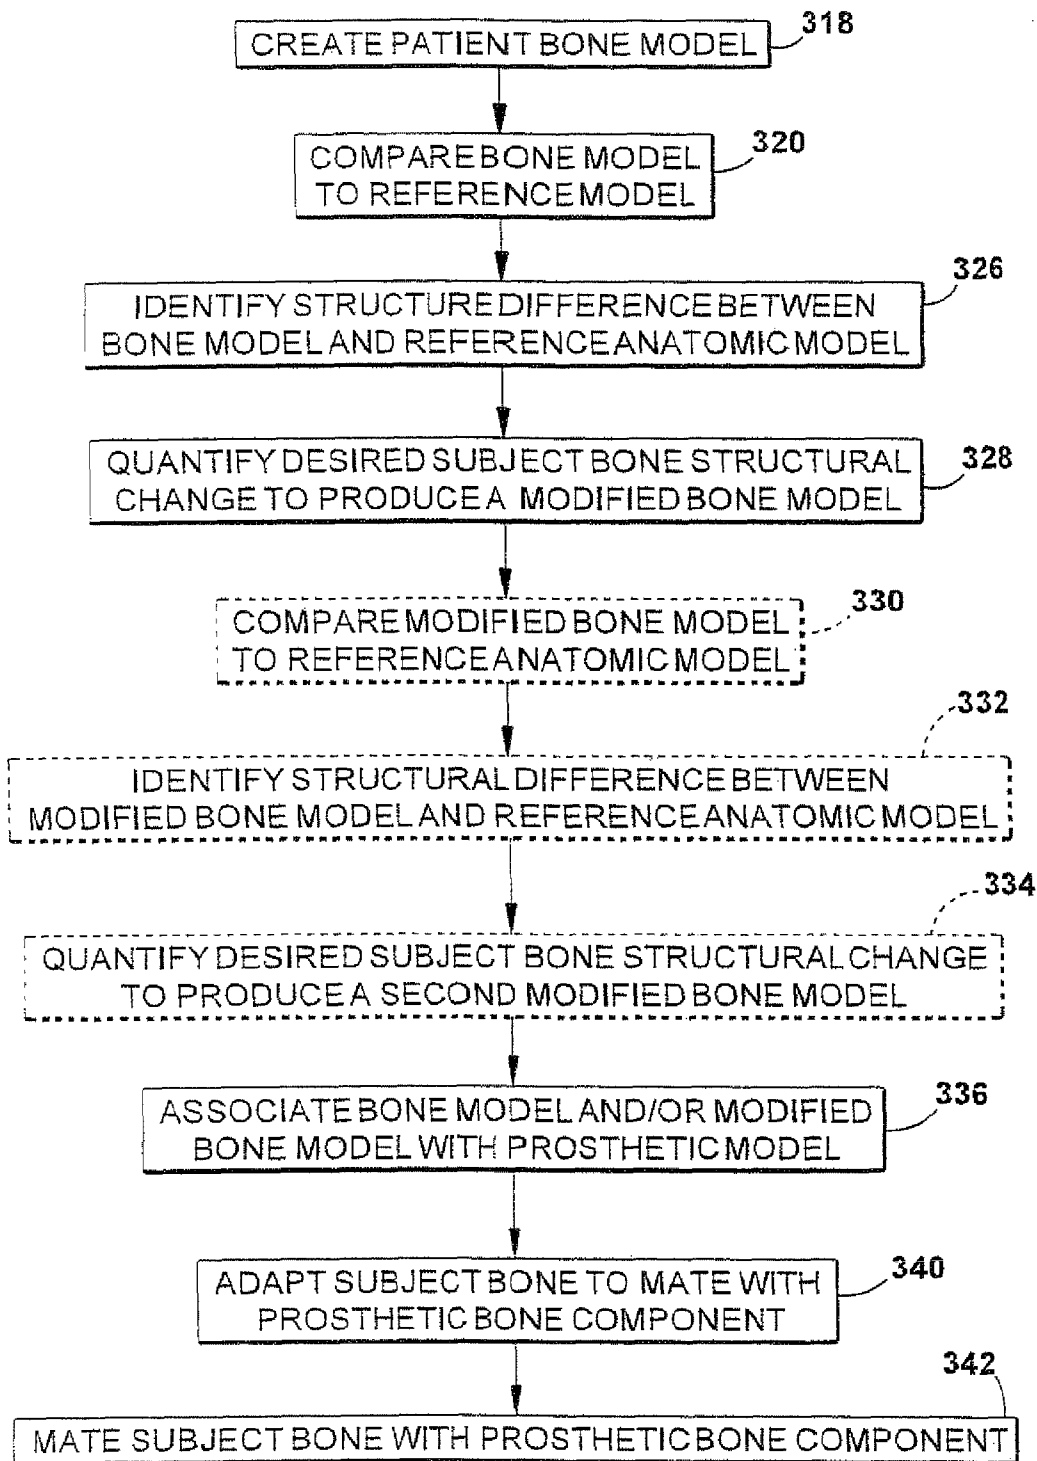 318
CREATE PATIENT BONE MODEL
320
COMPARE BONE MODEL
TO REFERENCE MODEL
326
IDENTIFY STRUCTURE DIFFERENCE BETWEEN
BONE MODEL AND REFERENCE ANATOMIC MODEL
328
QUANTIFY DESIRED SUBJECT BONE STRUCTURAL
CHANGE TO PRODUCE A MODIFIED BONE MODEL
330
COMPARE MODIFIED BONE MODEL
TO REFERENCE ANATOMIC MODEL
332
IDENTIFY STRUCTURAL DIFFERENCE BETWEEN
MODIFIED BONE MODEL AND REFERENCE ANATOMIC MODEL
334
QUANTIFY DESIRED SUBJECT BONE STRUCTURAL CHANGE
TO PRODUCE A SECOND MODIFIED BONE MODEL
336
ASSOCIATE BONE MODEL AND/OR MODIFIED
BONE MODEL WITH PROSTHETIC MODEL
340
ADAPT SUBJECT BONE TO MATE WITH
PROSTHETIC BONE COMPONENT
342
MATE SUBJECT BONE WITH PROSTHETIC BONE COMPONENT